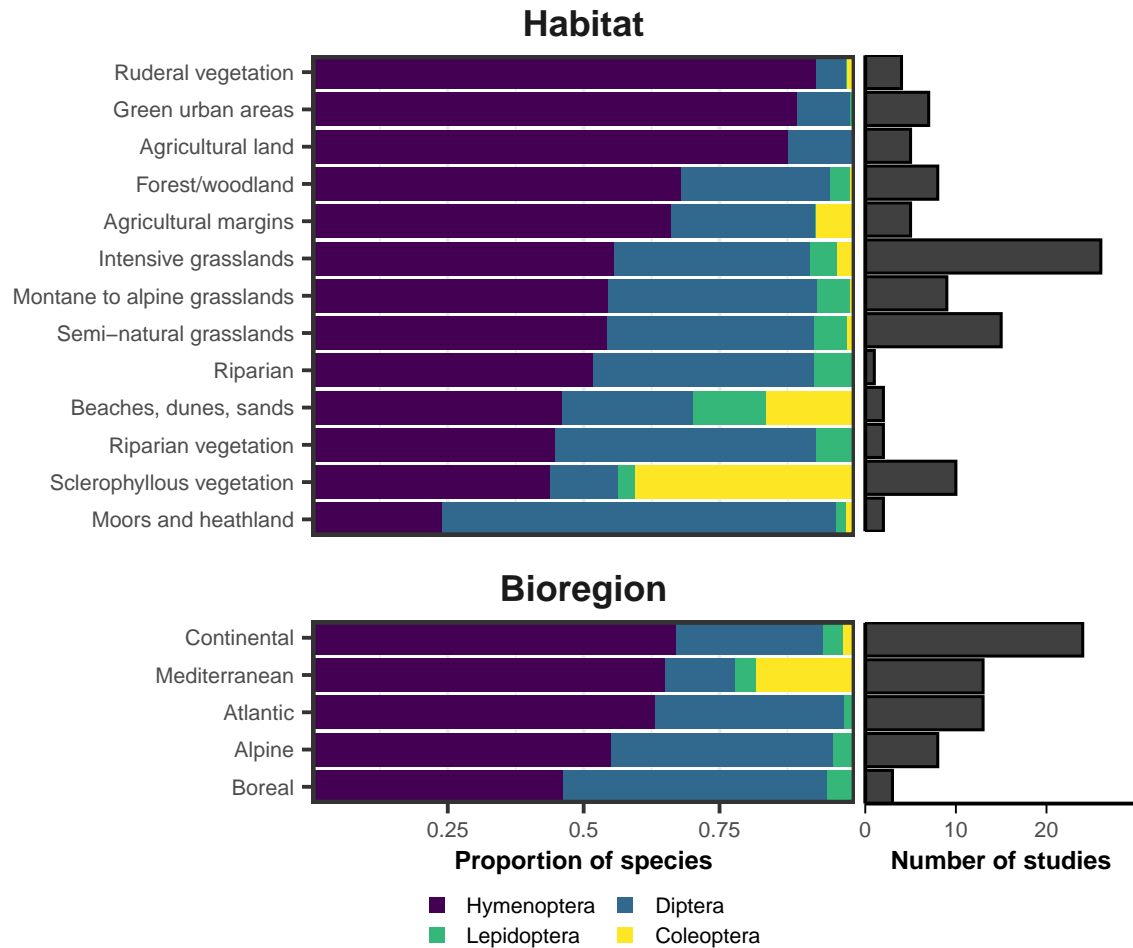 Habitat
Ruderal vegetation
Green urban areas
Agricultural land
Forest/woodland
Agricultural margins
Intensive grasslands
Montane to alpine grasslands
Semi−natural grasslands
Riparian
Beaches, dunes, sands
Riparian vegetation
Sclerophyllous vegetation
Moors and heathland
Bioregion
Continental
Mediterranean
Atlantic
Alpine
Boreal
0.25 0.5 0.75 0 10 20
Proportion of species Number of studies
Hymenoptera Diptera
Lepidoptera Coleoptera